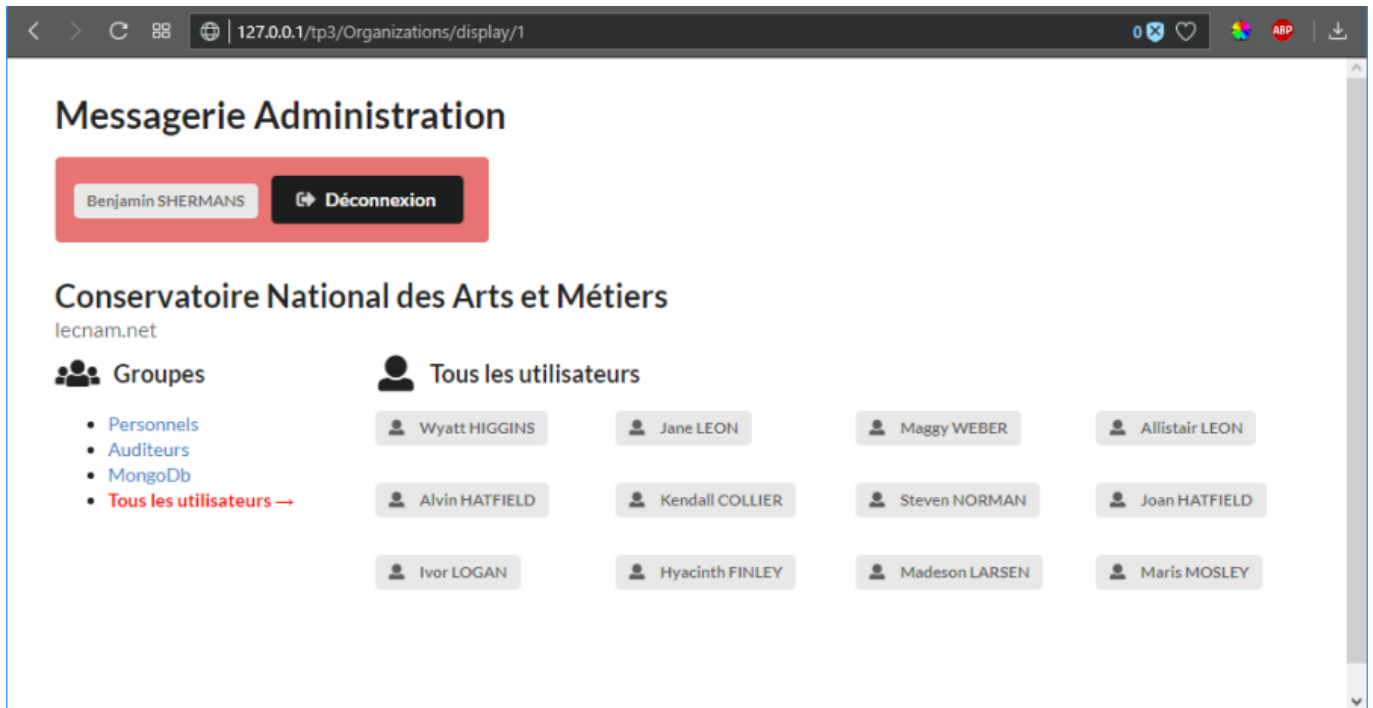 127.0.0.1/tp3/Organizations/display/1
0
ABP
Messagerie Administration
Benjamin SHERMANS
Déconnexion
Conservatoire National des Arts et Métiers
lecnam.net
Groupes
Personnels
Auditeurs
MongoDb
Tous les utilisateurs →
Tous les utilisateurs
Wyatt HIGGINS Jane LEON Maggy WEBER Allistair LEON
Alvin HATFIELD Kendall COLLIER Steven NORMAN Joan HATFIELD
Ivor LOGAN Hyacinth FINLEY Madeson LARSEN Maris MOSLEY